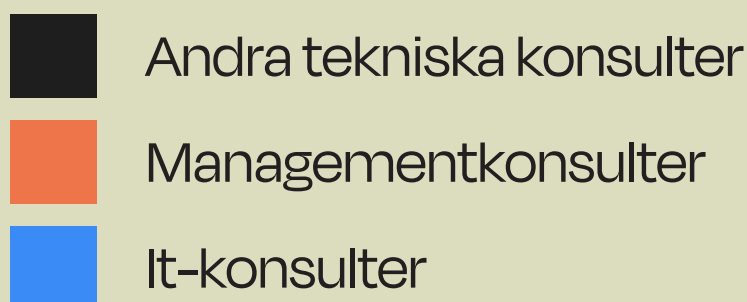 Andra tekniska konsulter
Managementkonsulter
It-konsulter